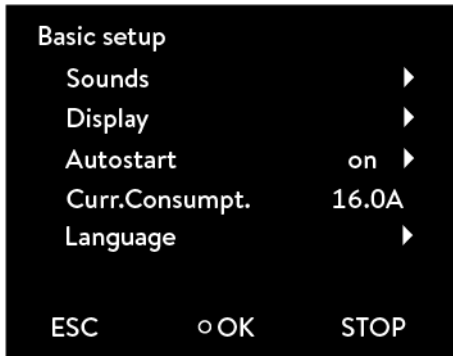 Basic setup
Sounds
Display
Autostart on
Curr.Consumpt. 16.0A
Language
ESC OK STOP